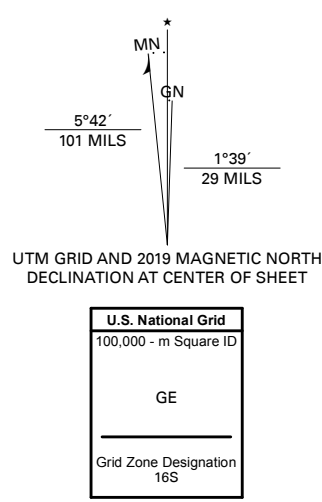 ★
MN
GN
5°42´
101 MILS
1°39´
29 MILS
UTM GRID AND 2019 MAGNETIC NORTH
DECLINATION AT CENTER OF SHEET
U.S. National Grid
100,000 - m Square ID
GE
Grid Zone Designation
16S